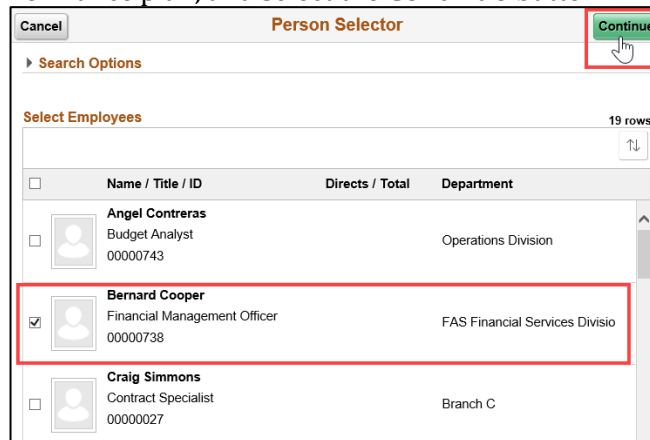 Cancel Person Selector Continue
Search Options
Select Employees 19 rows
Name / Title / ID Directs / Total Department
Angel Contreras
Budget Analyst Operations Division
00000743
Bernard Cooper
Financial Management Officer FAS Financial Services Divisio
00000738
Craig Simmons
Contract Specialist Branch C
00000027